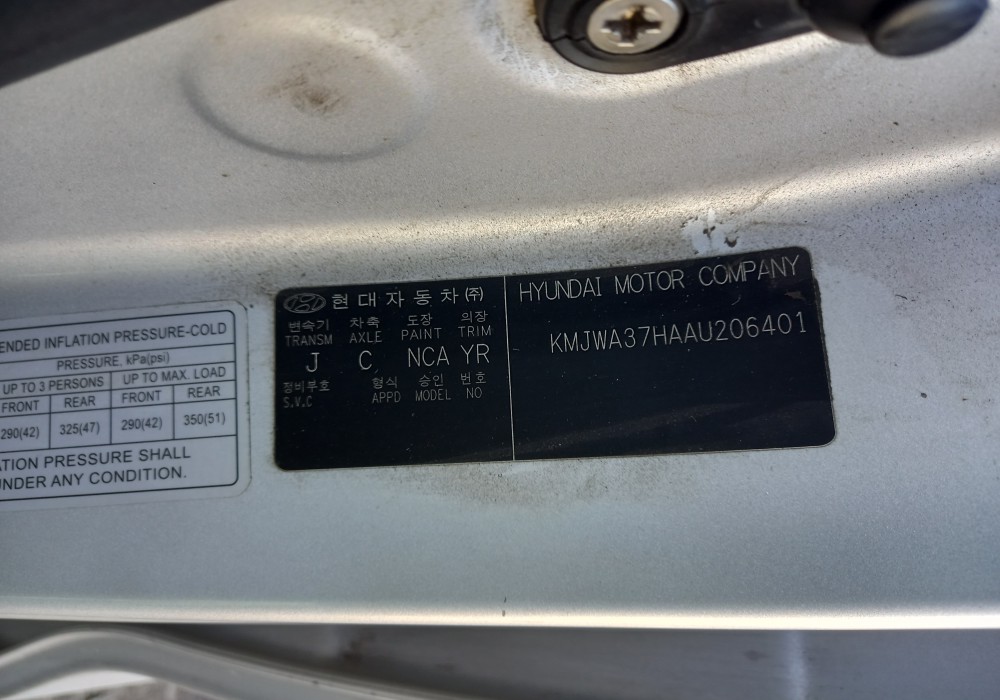 ENDED INFLATION PRESSURE-COLD
PRESSURE, kPa(psi)
UP TO 3 PERSONS UP TO MAX. LOAD
FRONT REAR FRONT REAR
290(42) 325(47) 290(42) 350(51)
ATION PRESSURE SHALL
UNDER ANY CONDITION.
현대자동차(주)
변속기 차축 도장 의장
TRANSM AXLE PAINT TRIM
J C NCA YR
정비부호 형식 승인 번호
S.V.C APPD MODEL NO
HYUNDAI MOTOR COMPANY
KMJWA37HAAU206401